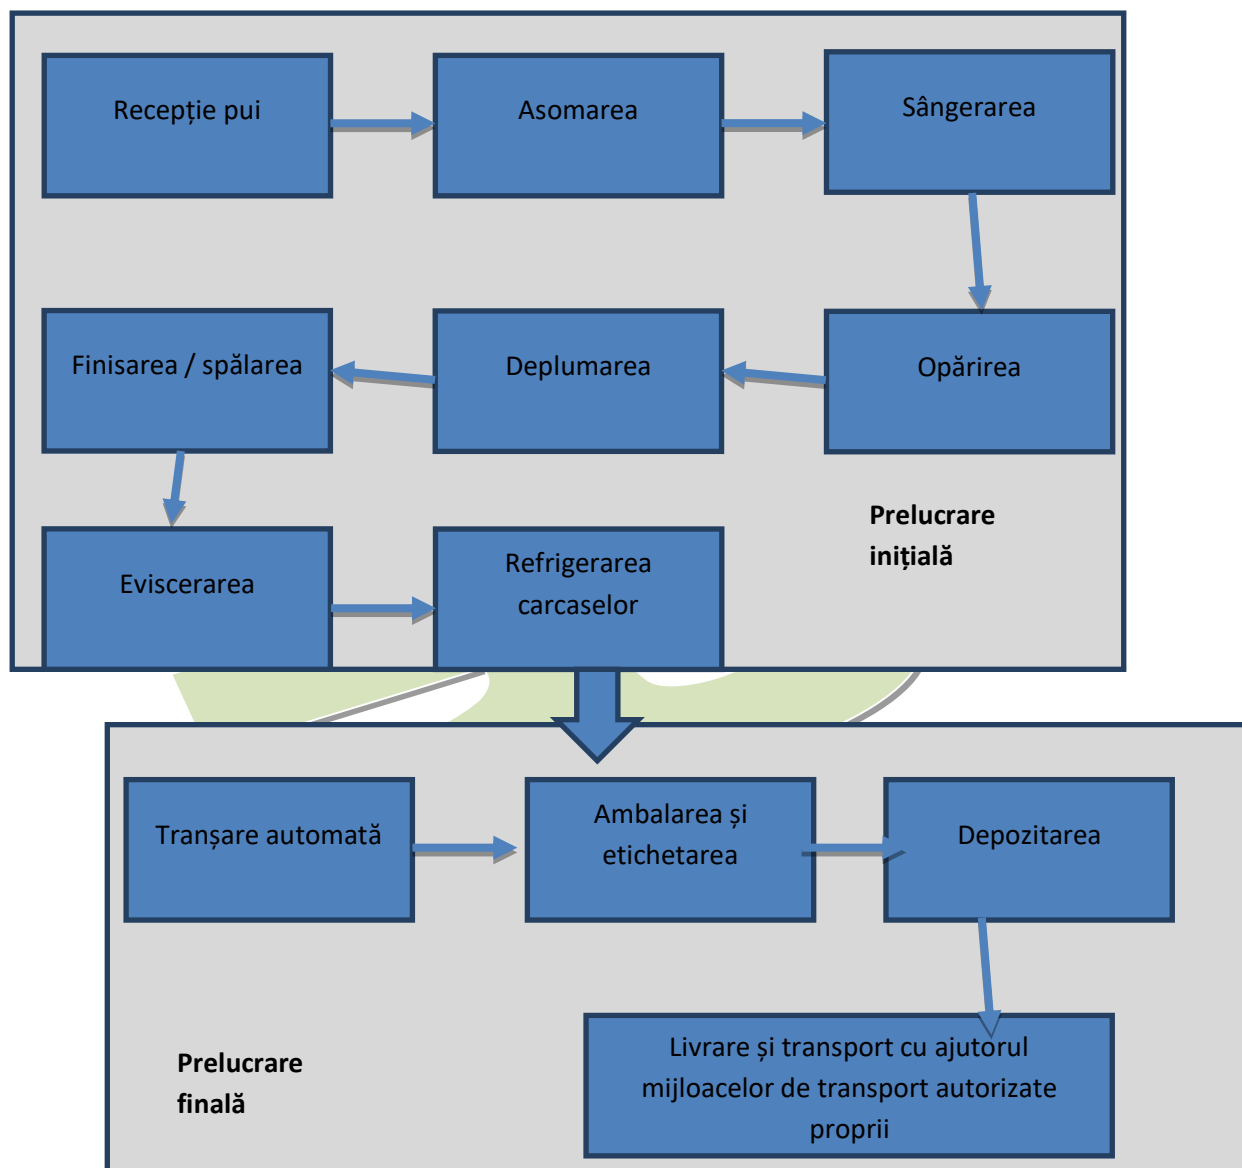 Recepție pui
Asomarea
Sângerarea
Opărirea
Deplumarea
Finisarea / spălarea
Eviscerarea
Refrigerarea
carcaselor
Prelucrare
inițială
Tranșare automată
Ambalarea și
etichetarea
Depozitarea
Livrare și transport cu ajutorul
mijloacelor de transport autorizate
proprii
Prelucrare
finală